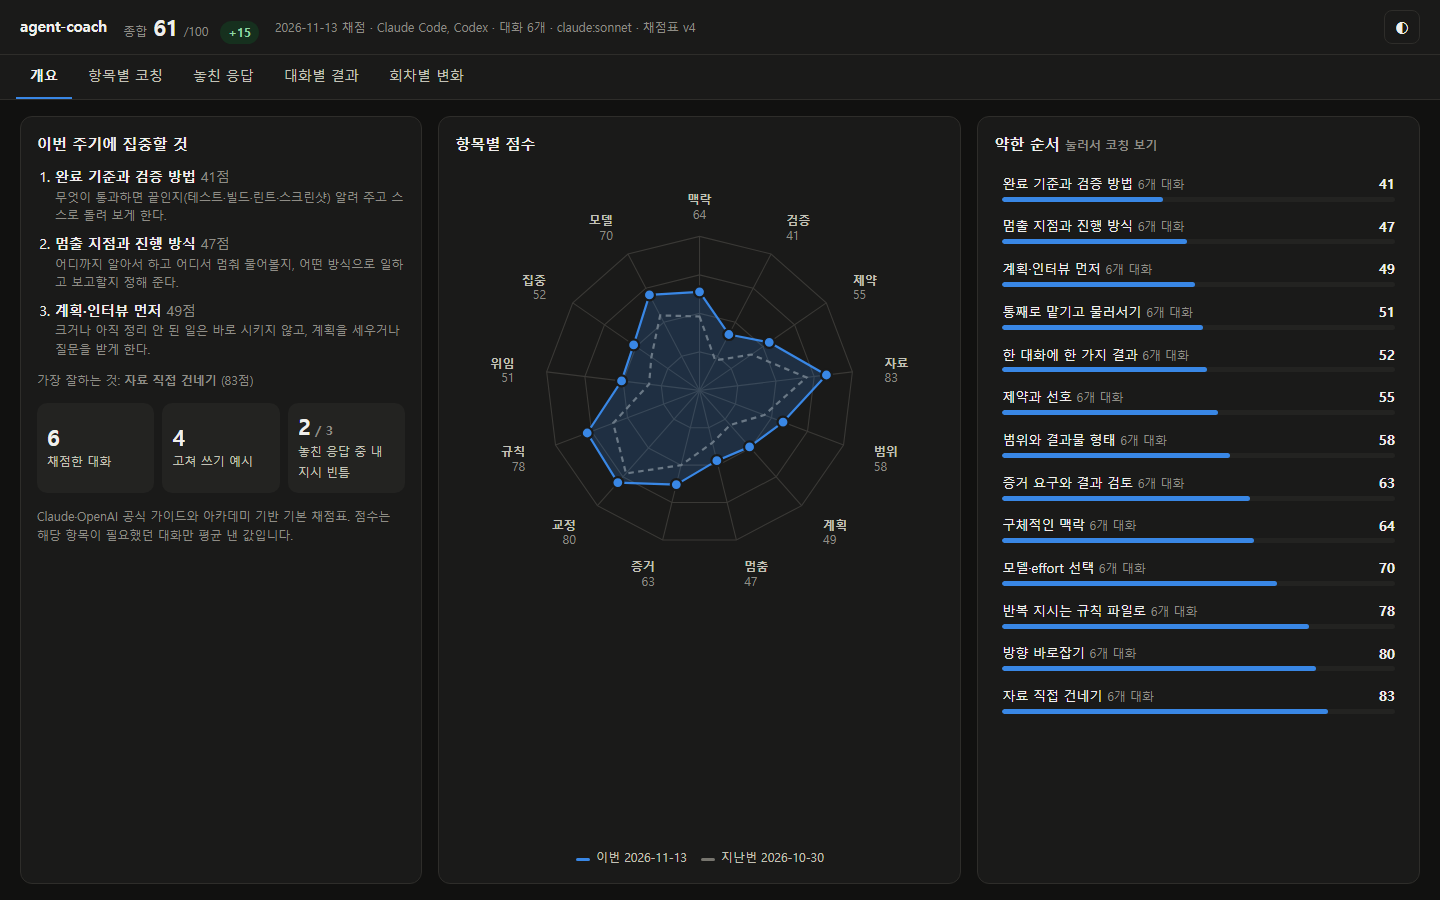 agent-coach 종합 61 /100 +15 2026-11-13 채점 · Claude Code, Codex · 대화 6개 · claude:sonnet · 채점표 v4
개요 항목별 코칭 놓친 응답 대화별 결과 회차별 변화
이번 주기에 집중할 것
1. 완료 기준과 검증 방법 41점
무엇이 통과하면 끝인지(테스트·빌드·린트·스크린샷) 알려 주고 스
스로 돌려 보게 한다.
2. 멈출 지점과 진행 방식 47점
어디까지 알아서 하고 어디서 멈춰 물어볼지, 어떤 방식으로 일하
고 보고할지 정해 준다.
3. 계획·인터뷰 먼저 49점
크거나 아직 정리 안 된 일은 바로 시키지 않고, 계획을 세우거나
질문을 받게 한다.
가장 잘하는 것: 자료 직접 건네기 (83점)
6
채점한 대화
4
고쳐 쓰기 예시
2 / 3
놓친 응답 중 내
지시 빈틈
Claude·OpenAI 공식 가이드와 아카데미 기반 기본 채점표. 점수는
해당 항목이 필요했던 대화만 평균 낸 값입니다.
항목별 점수
맥락
64
검증
41
제약
55
자료
83
범위
58
계획
49
멈춤
47
증거
63
교정
80
규칙
78
위임
51
집중
52
모델
70
이번 2026-11-13 지난번 2026-10-30
약한 순서 눌러서 코칭 보기
완료 기준과 검증 방법 6개 대화 41
멈출 지점과 진행 방식 6개 대화 47
계획·인터뷰 먼저 6개 대화 49
통째로 맡기고 물러서기 6개 대화 51
한 대화에 한 가지 결과 6개 대화 52
제약과 선호 6개 대화 55
범위와 결과물 형태 6개 대화 58
증거 요구와 결과 검토 6개 대화 63
구체적인 맥락 6개 대화 64
모델·effort 선택 6개 대화 70
반복 지시는 규칙 파일로 6개 대화 78
방향 바로잡기 6개 대화 80
자료 직접 건네기 6개 대화 83